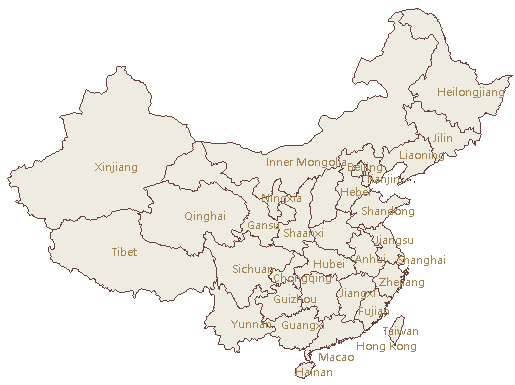 Heilongjiang
Jilin
Liaoning
Inner Mongolia
Beijing
Xinjiang
Tianjin
Hebei
Ningxia
Qinghai
Shandong
Gansu
Shaanxi
Jiangsu
Tibet
Anhui
Shanghai
Hubei
Sichuan
Chongqing
Zhejiang
Jiangxi
Guizhou
Fujian
Yunnan
Guangxi
Taiwan
Hong Kong
Macao
Hainan